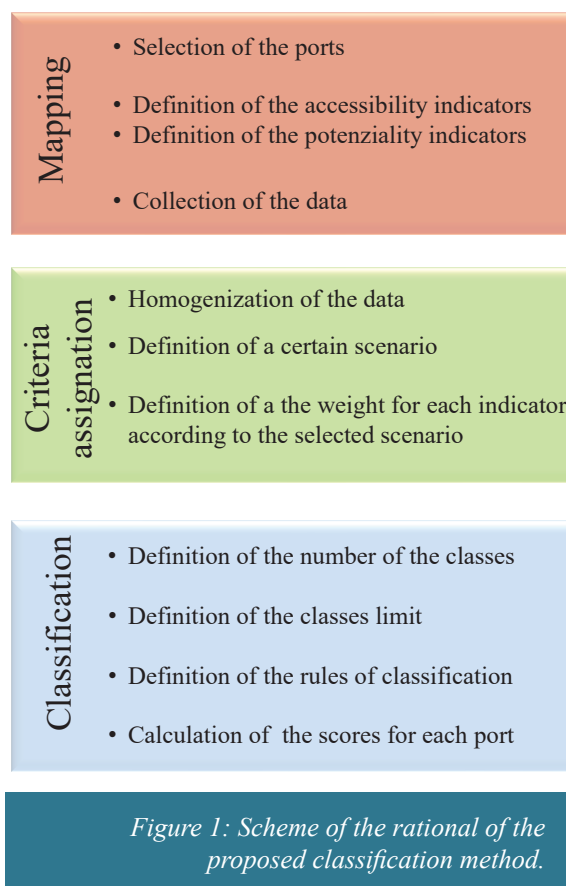 Mapping
• Selection of the ports
• Definition of the accessibility indicators
• Definition of the potenziality indicators
• Collection of the data
Criteria
assignation
• Homogenization of the data
• Definition of a certain scenario
• Definition of a the weight for each indicator
according to the selected scenario
Classification
• Definition of the number of the classes
• Definition of the classes limit
• Definition of the rules of classification
• Calculation of the scores for each port
Figure 1: Scheme of the rational of the
proposed classification method.